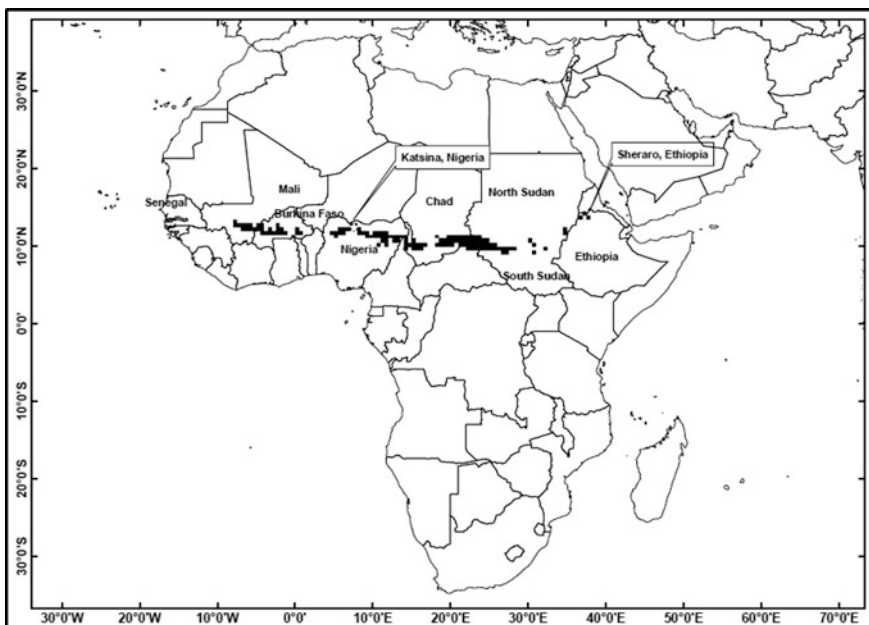 30°0'N
20°0'N
10°0'N
0°0'
10°0'S
20°0'S
30°0'S
Katsina, Nigeria
Sheraro, Ethiopia
Mali
Chad
North Sudan
Senegal
Burkina Faso
Nigeria
Ethiopia
South Sudan
30°0'W
20°0'W
10°0'W
0°0'
10°0'E
20°0'E
30°0'E
40°0'E
50°0'E
60°0'E
70°0'E